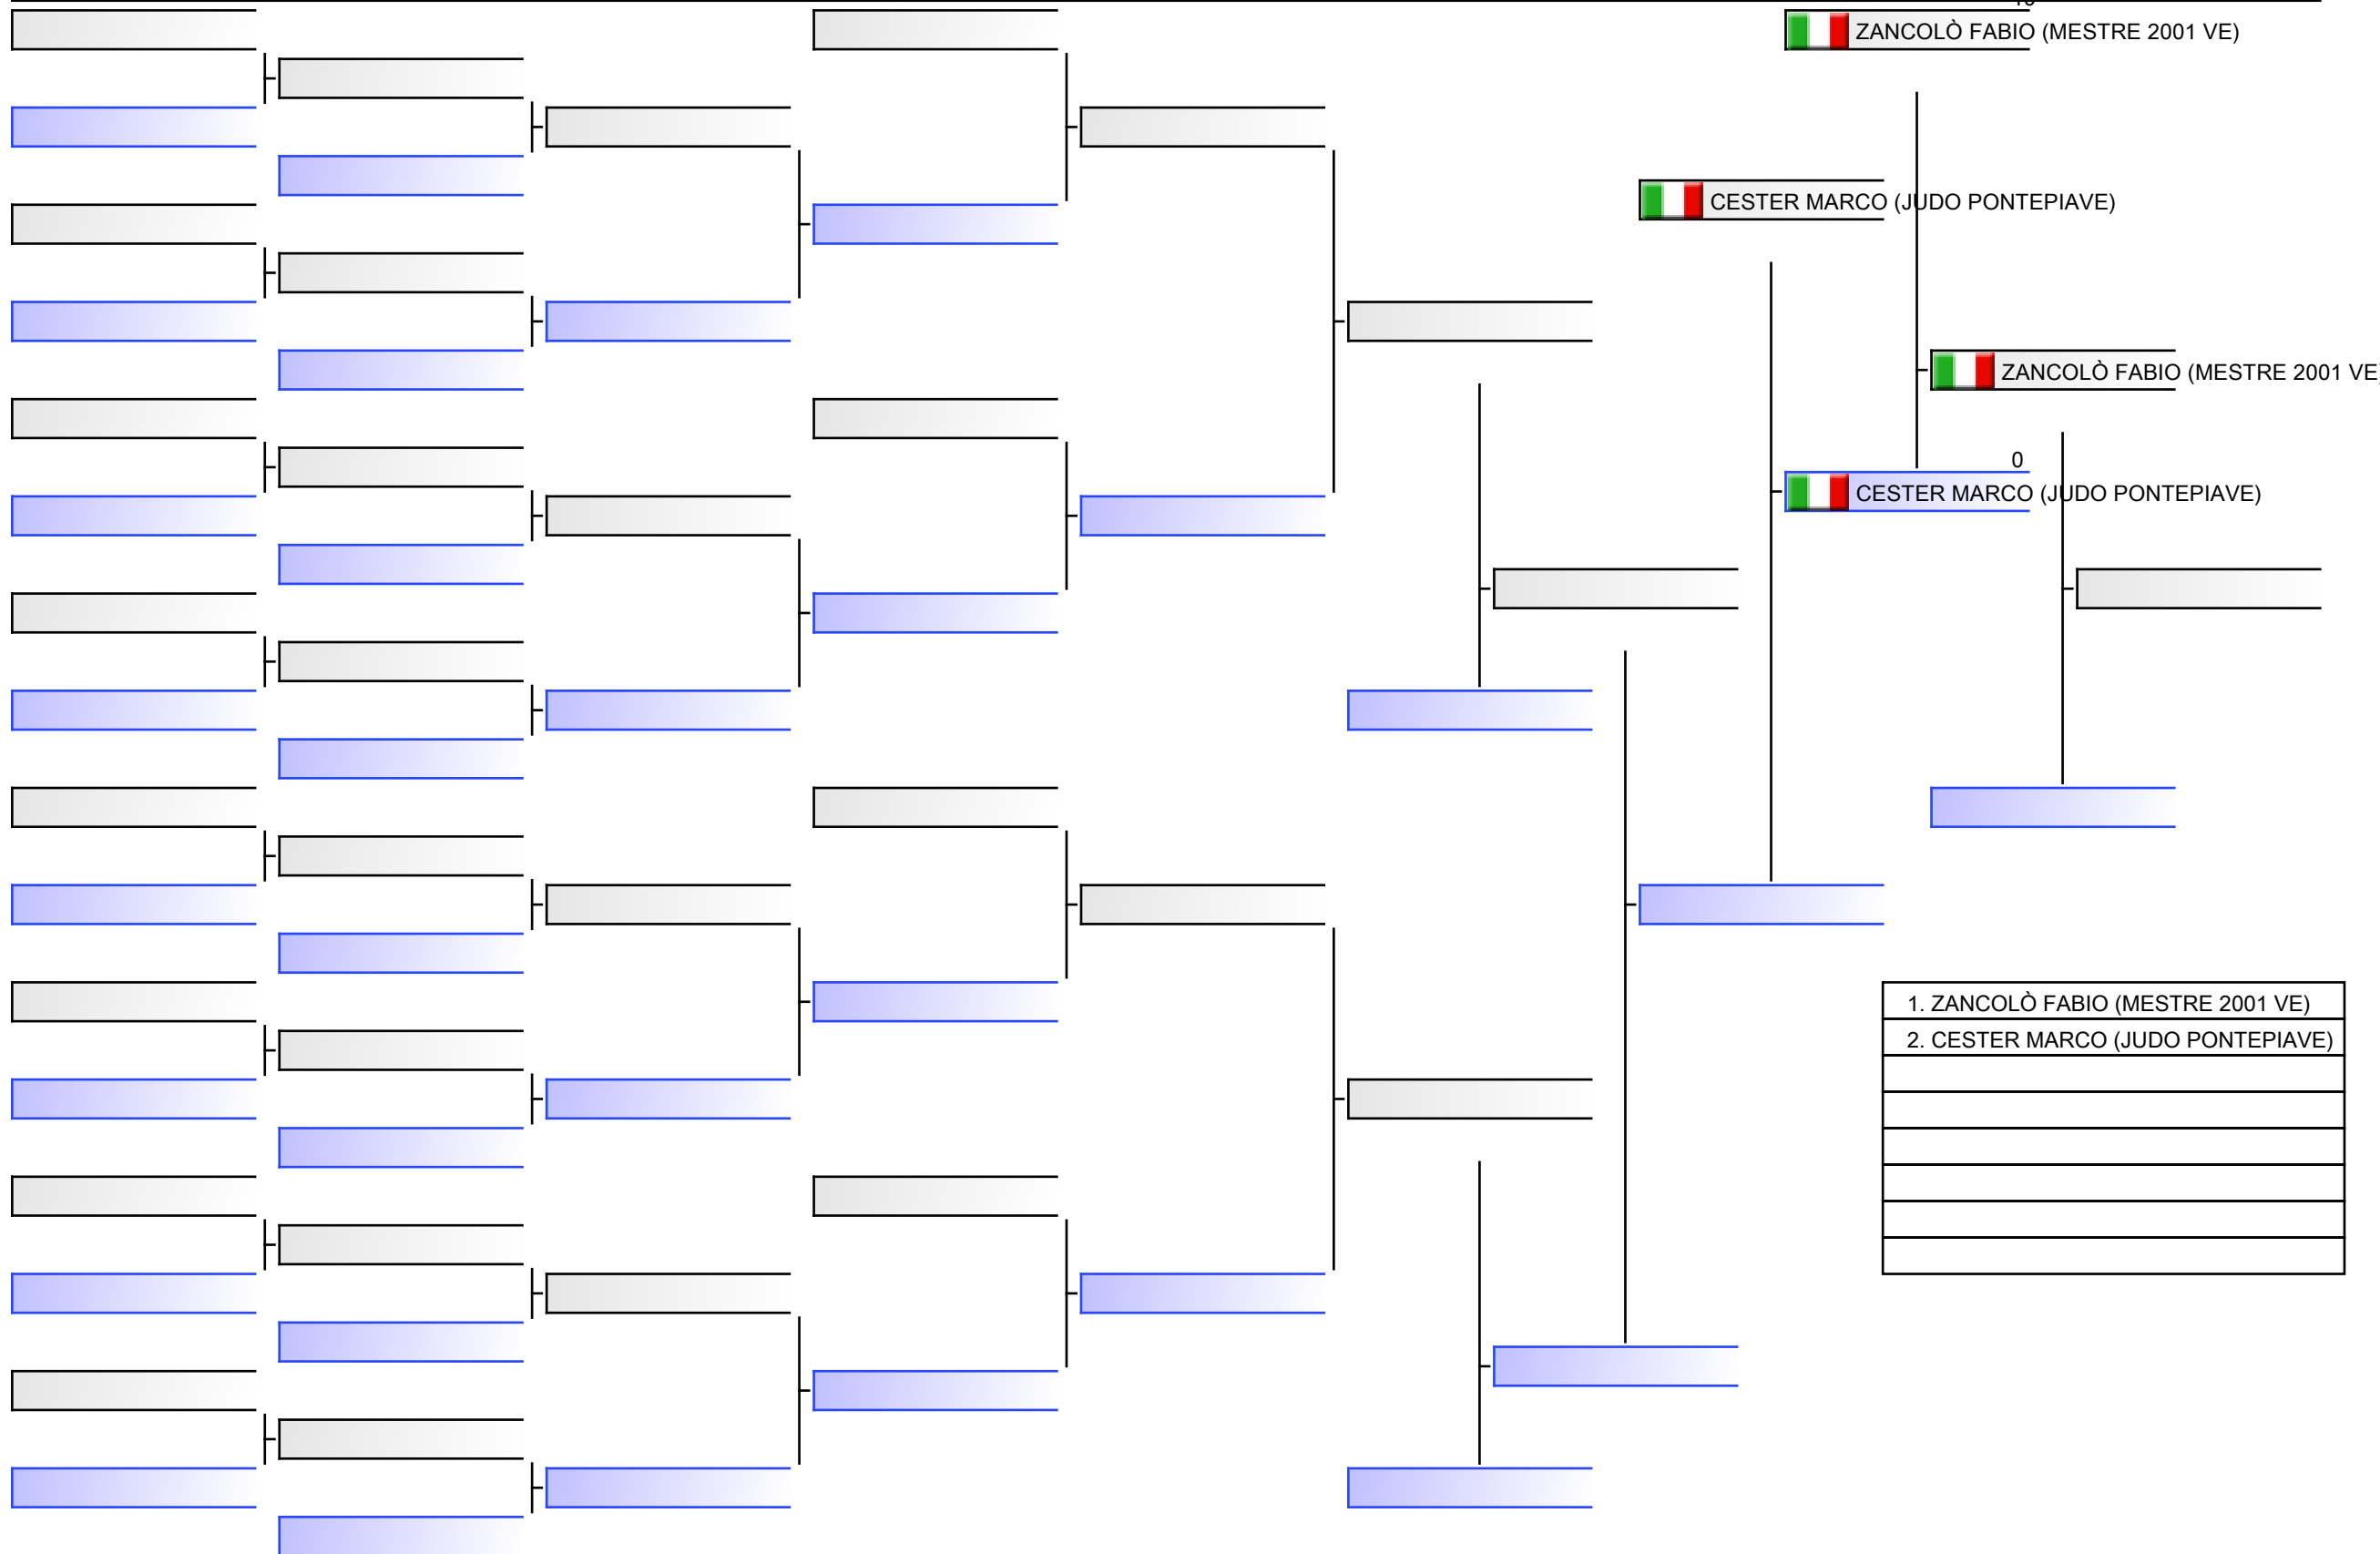 ZANCOLÒ FABIO (MESTRE 2001 VE)
CESTER MARCO (JUDO PONTEPIAVE)
ZANCOLÒ FABIO (MESTRE 2001 VE)
0
CESTER MARCO (JUDO PONTEPIAVE)
1. ZANCOLÒ FABIO (MESTRE 2001 VE)
2. CESTER MARCO (JUDO PONTEPIAVE)